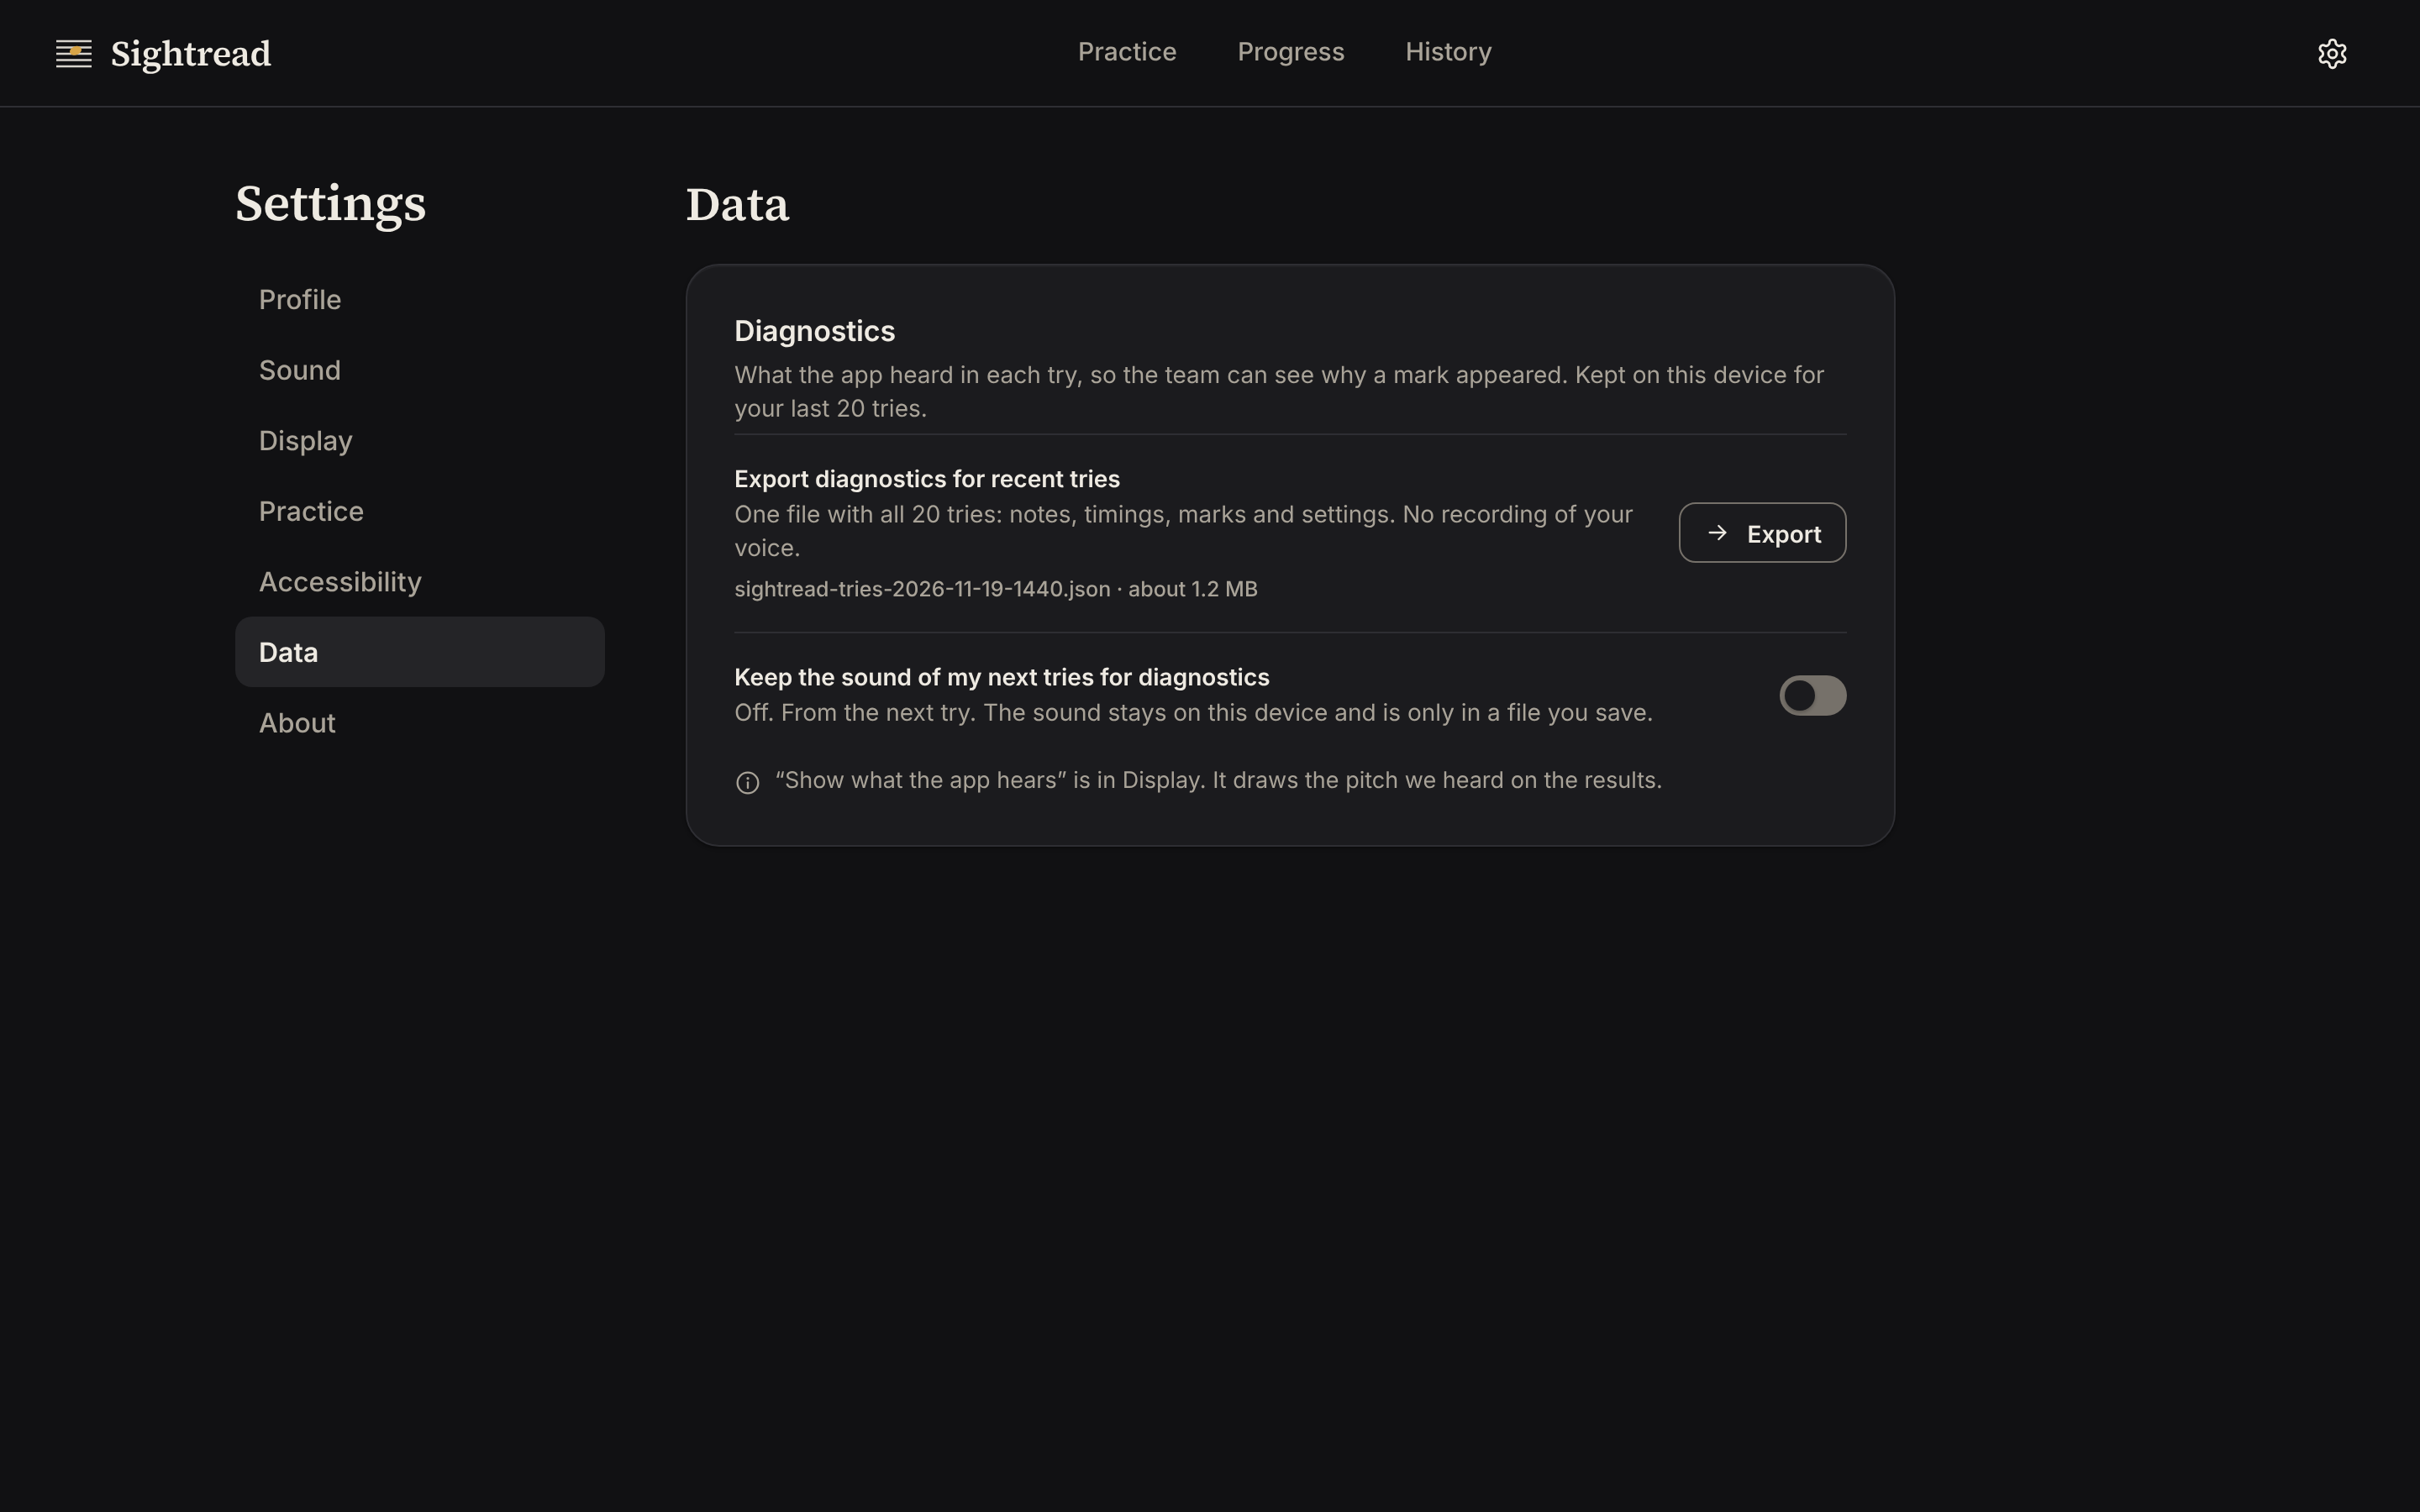 Sightread
Practice
Progress
History
Settings
Profile
Sound
Display
Practice
Accessibility
Data
About
Data
Diagnostics
What the app heard in each try, so the team can see why a mark appeared. Kept on this device for
your last 20 tries.
Export diagnostics for recent tries
One file with all 20 tries: notes, timings, marks and settings. No recording of your
voice.
sightread-tries-2026-11-19-1440.json · about 1.2 MB
Export
Keep the sound of my next tries for diagnostics
Off. From the next try. The sound stays on this device and is only in a file you save.
“Show what the app hears” is in Display. It draws the pitch we heard on the results.